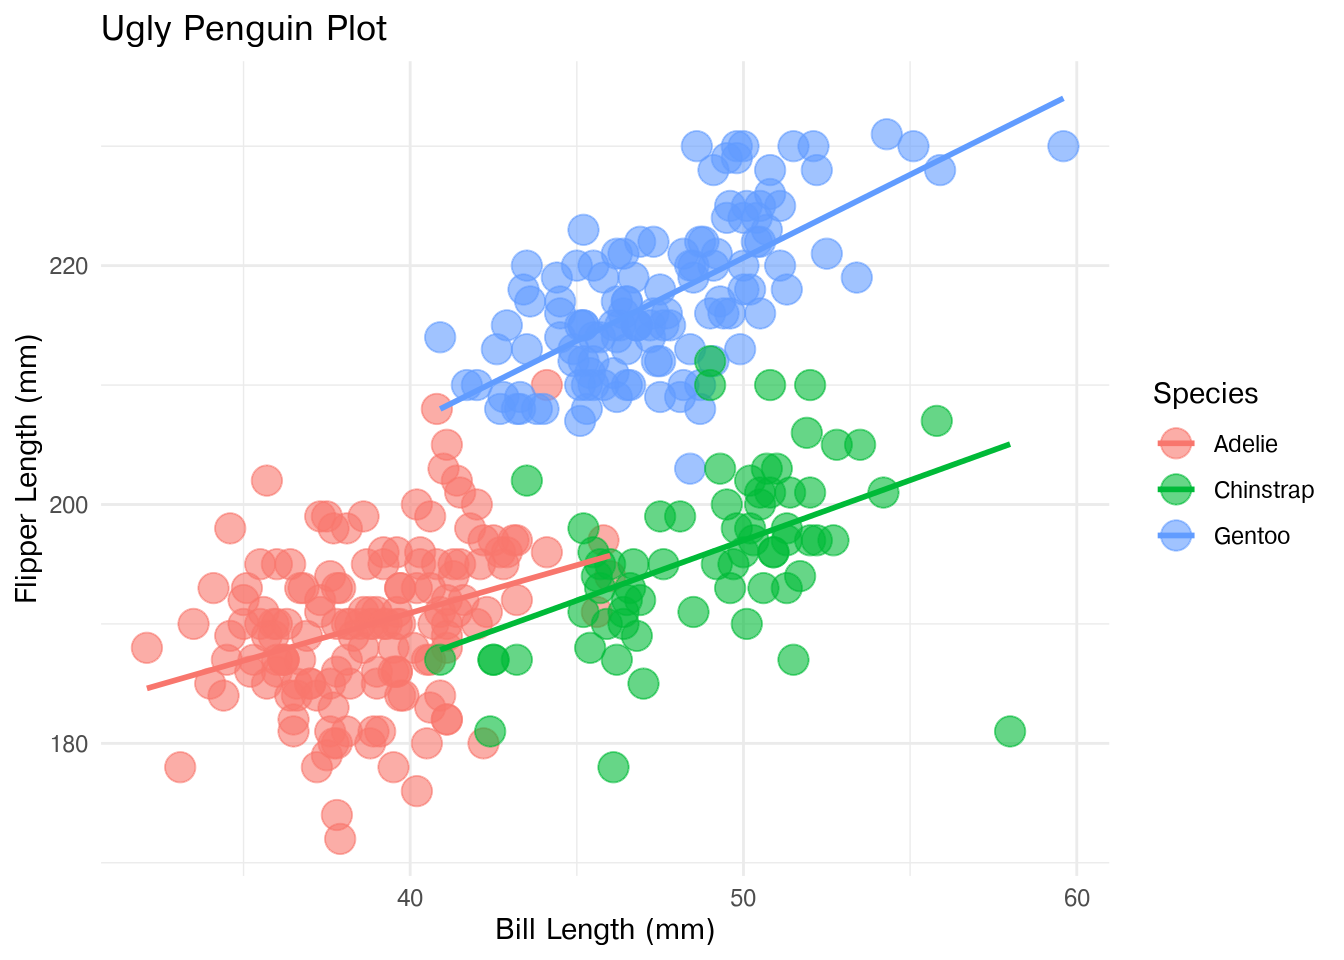 Ugly Penguin Plot
Flipper Length (mm)
220
200
180
40
50
60
Bill Length (mm)
Species
Adelie
Chinstrap
Gentoo